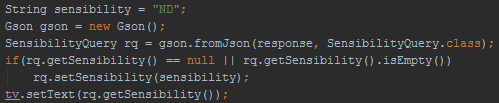 String sensibility = "ND";
Gson gson = new Gson();
SensibilityQuery rq = gson.fromJson(response, SensibilityQuery.class);
if(rq.getSensibility() == null || rq.getSensibility().isEmpty())
rq.setSensibility(sensibility);
tv.setText(rq.getSensibility());